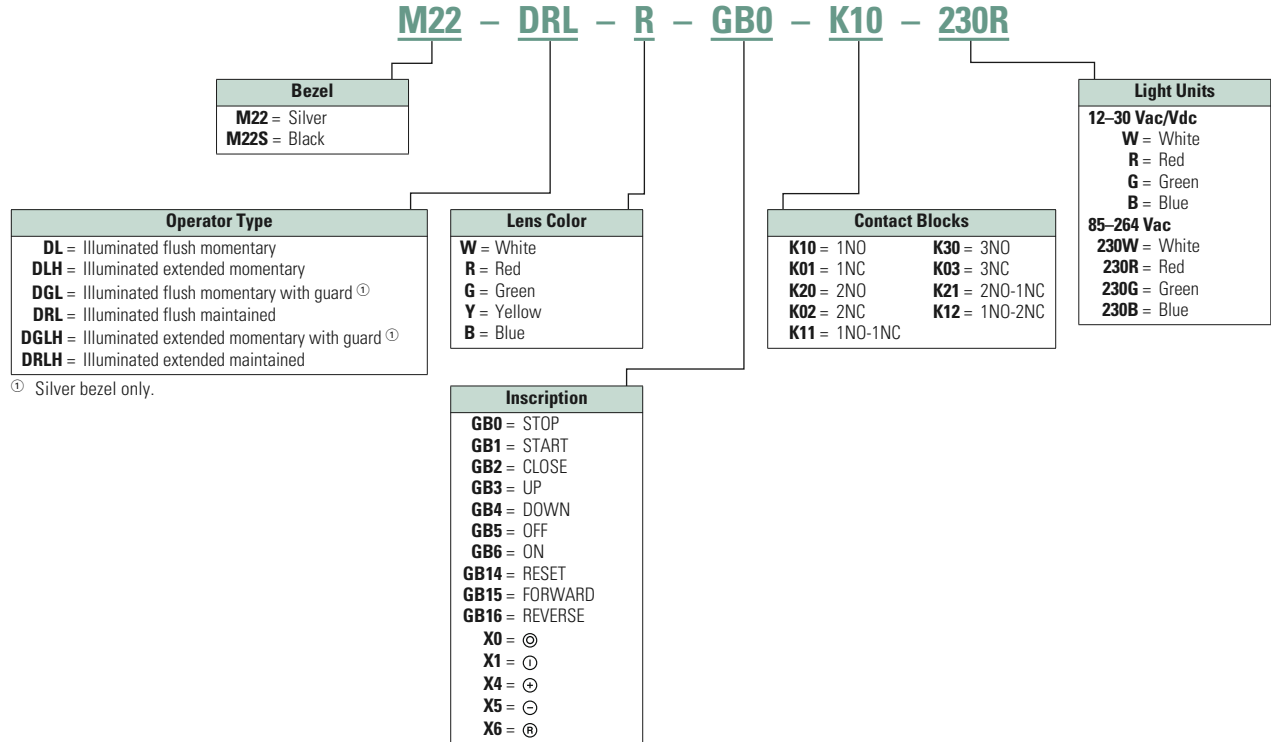 M22 – DRL – R – GB0 – K10 – 230R
Bezel
M22 = Silver
M22S = Black
Operator Type
DL = Illuminated flush momentary
DLH = Illuminated extended momentary
DGL = Illuminated flush momentary with guard ①
DRL = Illuminated flush maintained
DGLH = Illuminated extended momentary with guard ①
DRLH = Illuminated extended maintained
① Silver bezel only.
Lens Color
W = White
R = Red
G = Green
Y = Yellow
B = Blue
Inscription
GB0 = STOP
GB1 = START
GB2 = CLOSE
GB3 = UP
GB4 = DOWN
GB5 = OFF
GB6 = ON
GB14 = RESET
GB15 = FORWARD
GB16 = REVERSE
X0 = ◎
X1 = ⦶
X4 = ⊕
X5 = ⊖
X6 = Ⓡ
Contact Blocks
K10 = 1NO
K01 = 1NC
K20 = 2NO
K02 = 2NC
K11 = 1NO-1NC
K30 = 3NO
K03 = 3NC
K21 = 2NO-1NC
K12 = 1NO-2NC
Light Units
12–30 Vac/Vdc
W = White
R = Red
G = Green
B = Blue
85–264 Vac
230W = White
230R = Red
230G = Green
230B = Blue